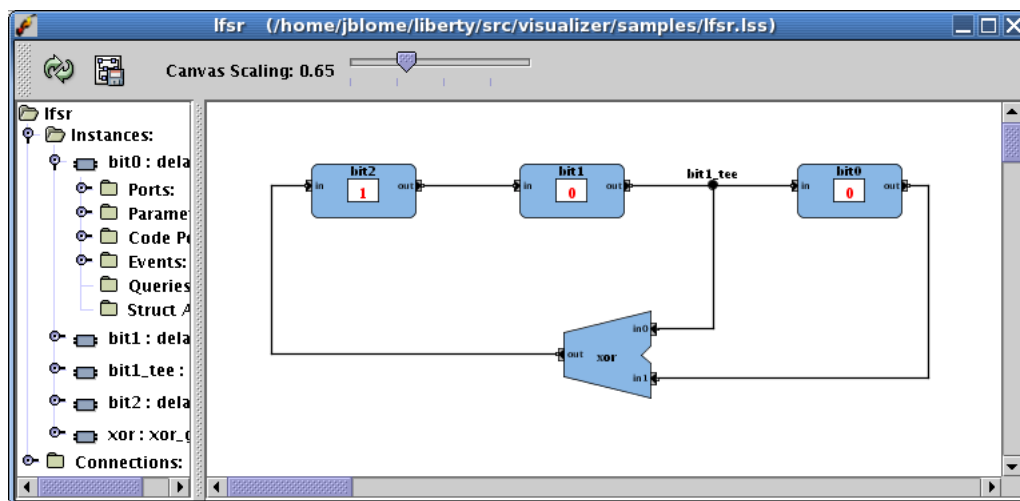 lfsr (/home/jblome/liberty/src/visualizer/samples/lfsr.lss)
Canvas Scaling: 0.65
lfsr
Instances:
bit0 : dela
Ports:
Paramet
Code P
Events:
Queries
Struct A
bit1 : dela
bit1_tee :
bit2 : dela
xor : xor_g
Connections:
bit2
in 1 out
bit1
in 0 out
bit1_tee
bit0
in 0 out
in0
out xor
in1